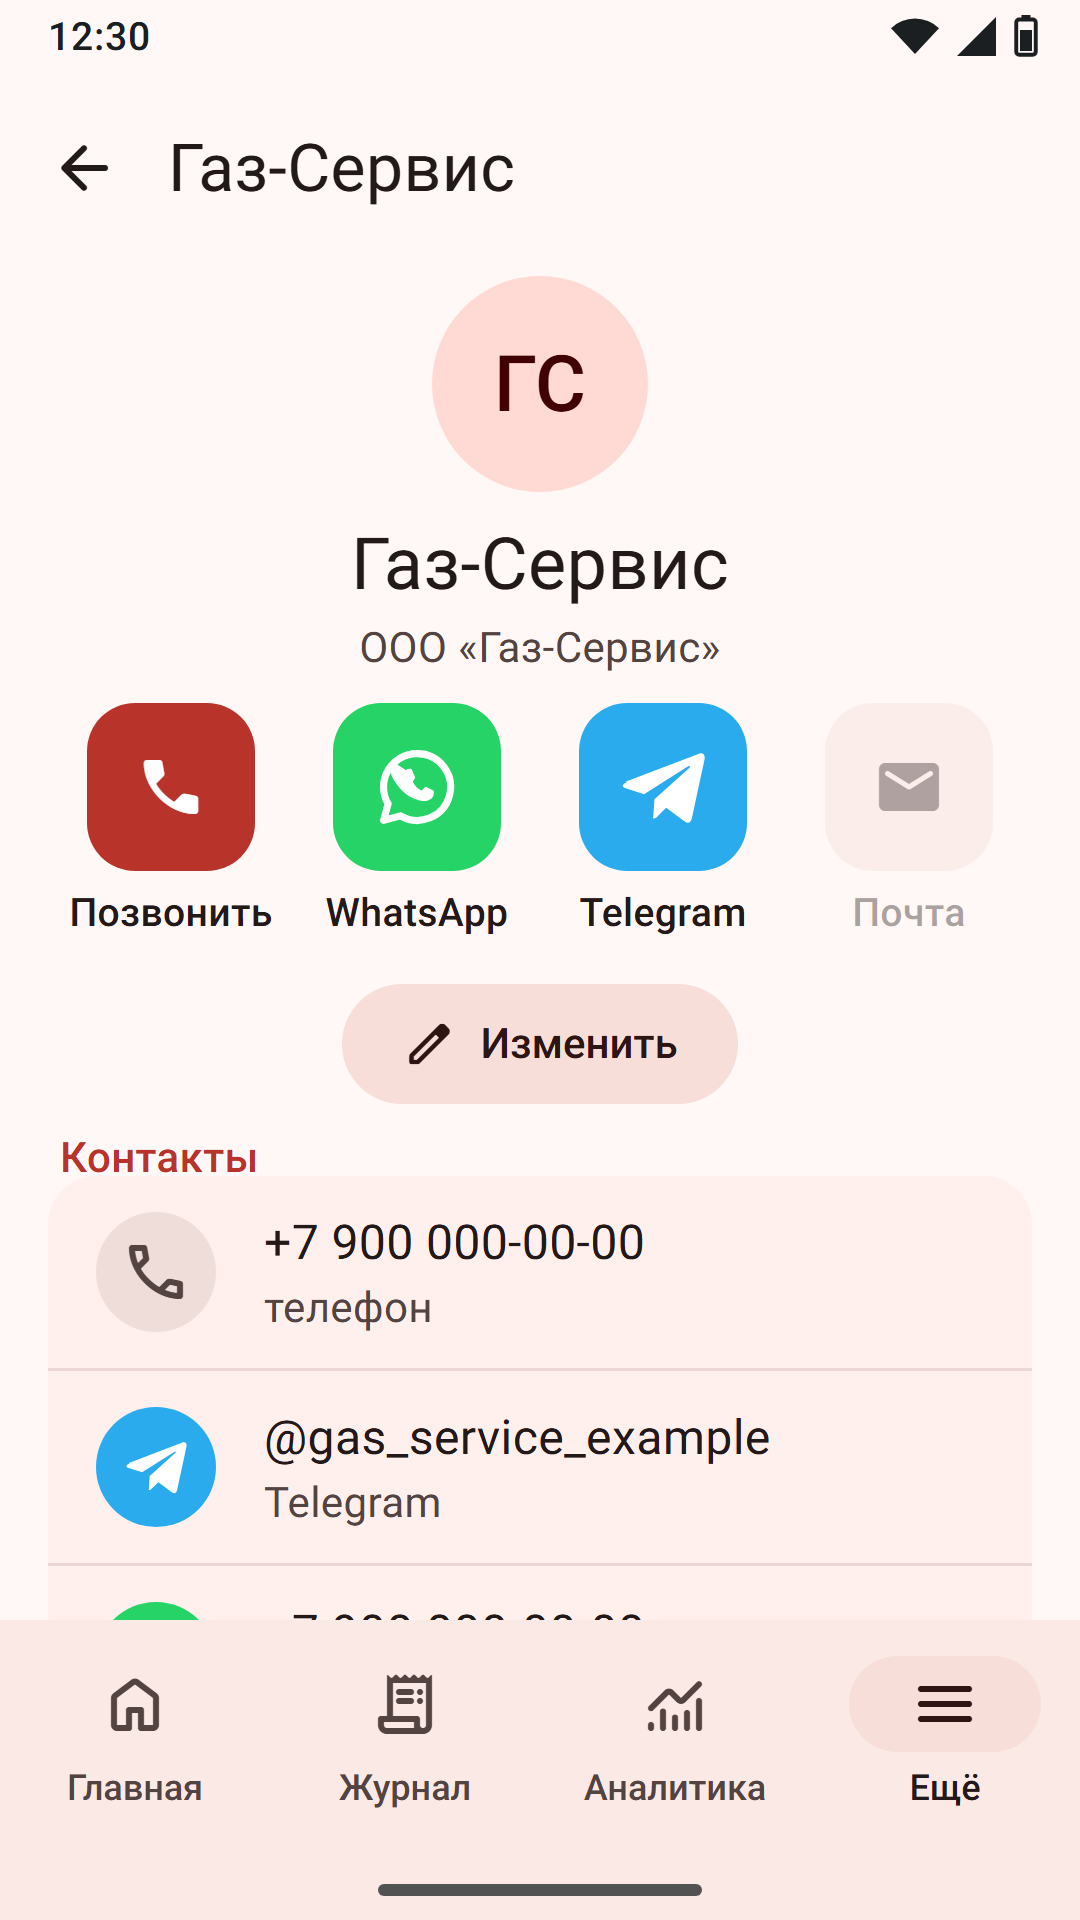 12:30
Газ-Сервис
ГС
Газ-Сервис
ООО «Газ-Сервис»
Позвонить
WhatsApp
Telegram
Почта
Изменить
Контакты
+7 900 000-00-00
телефон
@gas_service_example
Telegram
Главная
Журнал
Аналитика
Ещё